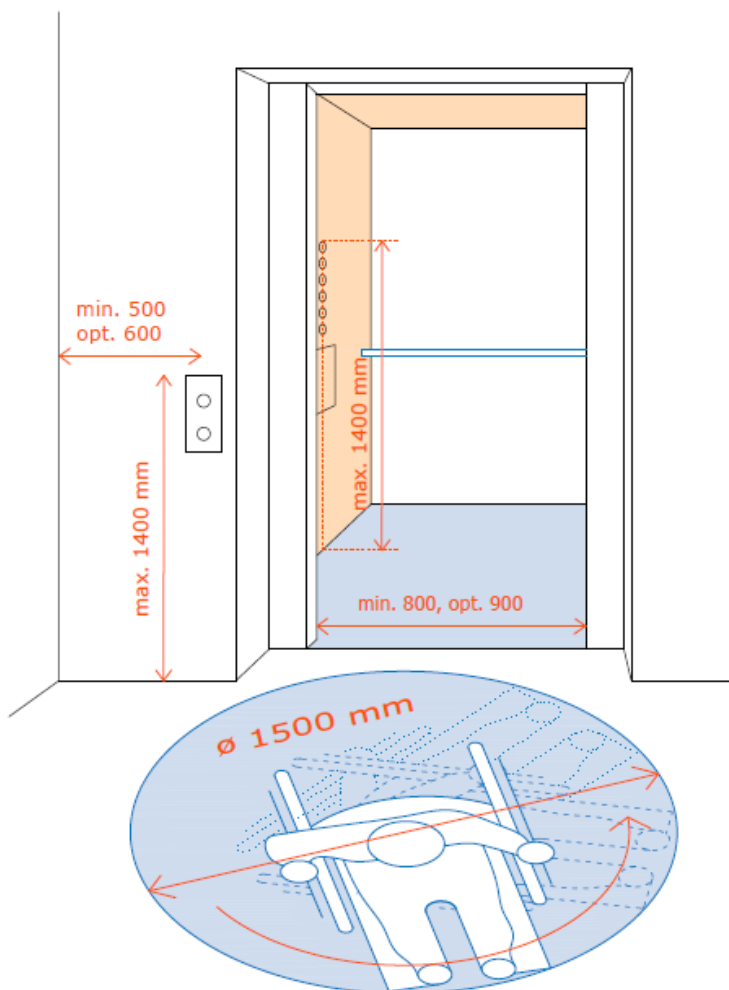 min. 500
opt. 600
max. 1400 mm
max. 1400 mm
min. 800, opt. 900
ø 1500 mm